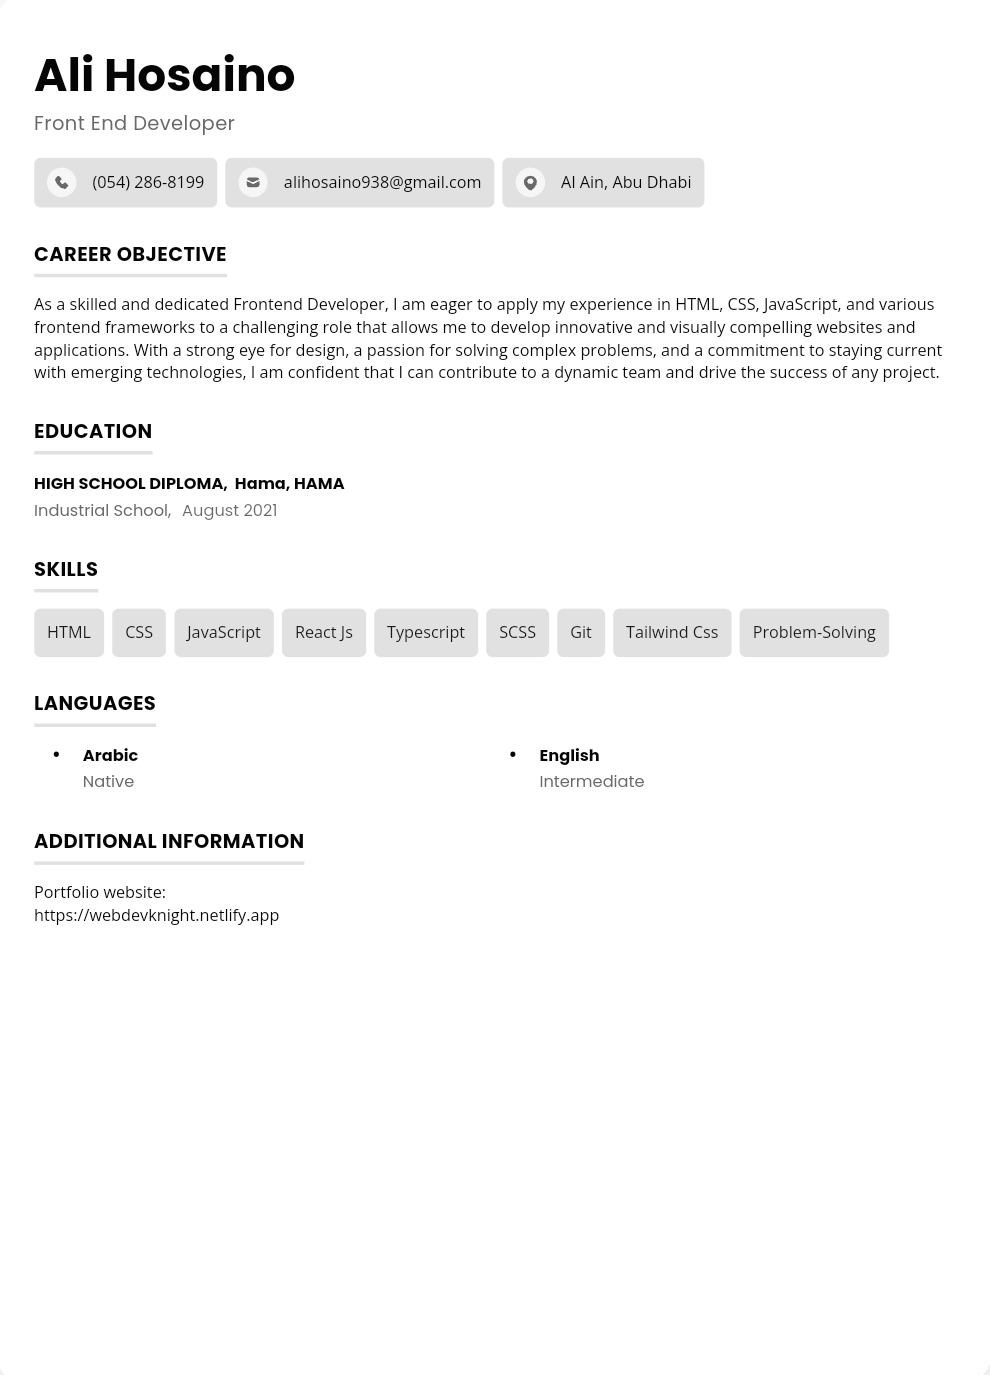 Ali Hosaino
Front End Developer
(054) 286-8199 alihosaino938@gmail.com Al Ain, Abu Dhabi
CAREER OBJECTIVE
As a skilled and dedicated Frontend Developer, I am eager to apply my experience in HTML, CSS, JavaScript, and various
frontend frameworks to a challenging role that allows me to develop innovative and visually compelling websites and
applications. With a strong eye for design, a passion for solving complex problems, and a commitment to staying current
with emerging technologies, I am confident that I can contribute to a dynamic team and drive the success of any project.
EDUCATION
HIGH SCHOOL DIPLOMA, Hama, HAMA
Industrial School, August 2021
SKILLS
HTML CSS JavaScript React Js Typescript SCSS Git Tailwind Css Problem-Solving
LANGUAGES
• Arabic
Native
• English
Intermediate
ADDITIONAL INFORMATION
Portfolio website:
https://webdevknight.netlify.app